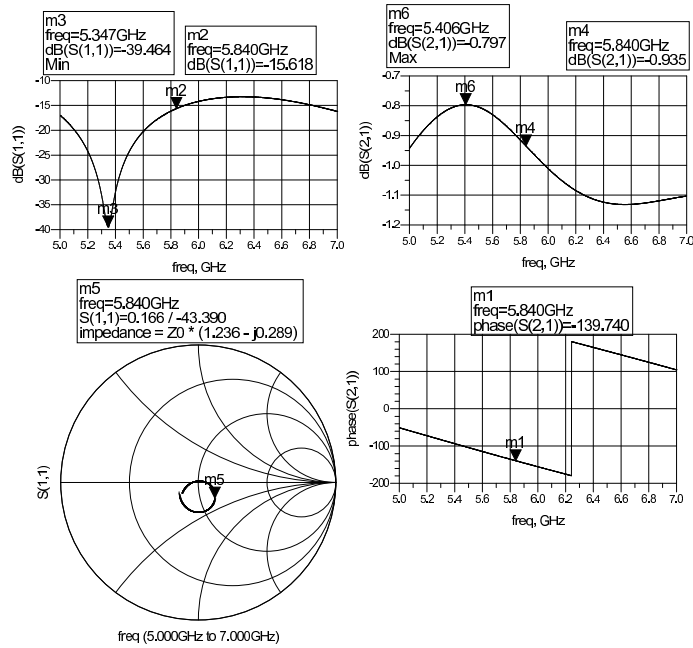 m3
freq=5.347GHz
dB(S(1,1))=-39.464
Min
m2
freq=5.840GHz
dB(S(1,1))=-15.618
-10
-15
-20
-25
-30
-35
-40
dB(S(1,1))
m2
m3
5.0 5.2 5.4 5.6 5.8 6.0 6.2 6.4 6.6 6.8 7.0
freq, GHz
m6
freq=5.406GHz
dB(S(2,1))=-0.797
Max
m4
freq=5.840GHz
dB(S(2,1))=-0.935
-0.7
-0.8
-0.9
-1.0
-1.1
-1.2
dB(S(2,1))
m6
m4
5.0 5.2 5.4 5.6 5.8 6.0 6.2 6.4 6.6 6.8 7.0
freq, GHz
m5
freq=5.840GHz
S(1,1)=0.166 / -43.390
impedance = Z0 * (1.236 - j0.289)
S(1,1)
m5
freq (5.000GHz to 7.000GHz)
m1
freq=5.840GHz
phase(S(2,1))=-139.740
200
100
0
-100
-200
phase(S(2,1))
m1
5.0 5.2 5.4 5.6 5.8 6.0 6.2 6.4 6.6 6.8 7.0
freq, GHz